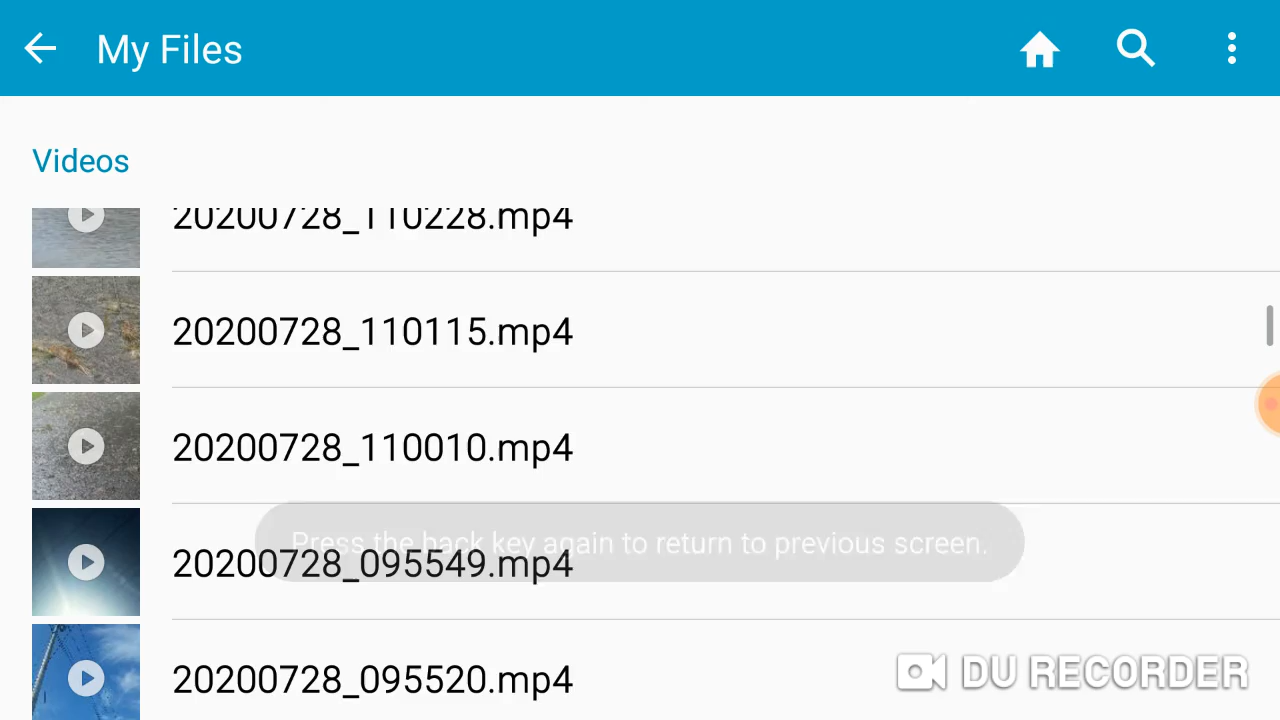 My Files
Videos
20200728_110228.mp4
20200728_110115.mp4
20200728_110010.mp4
Press the back key again to return to previous screen.
20200728_095549.mp4
20200728_095520.mp4
DU RECORDER